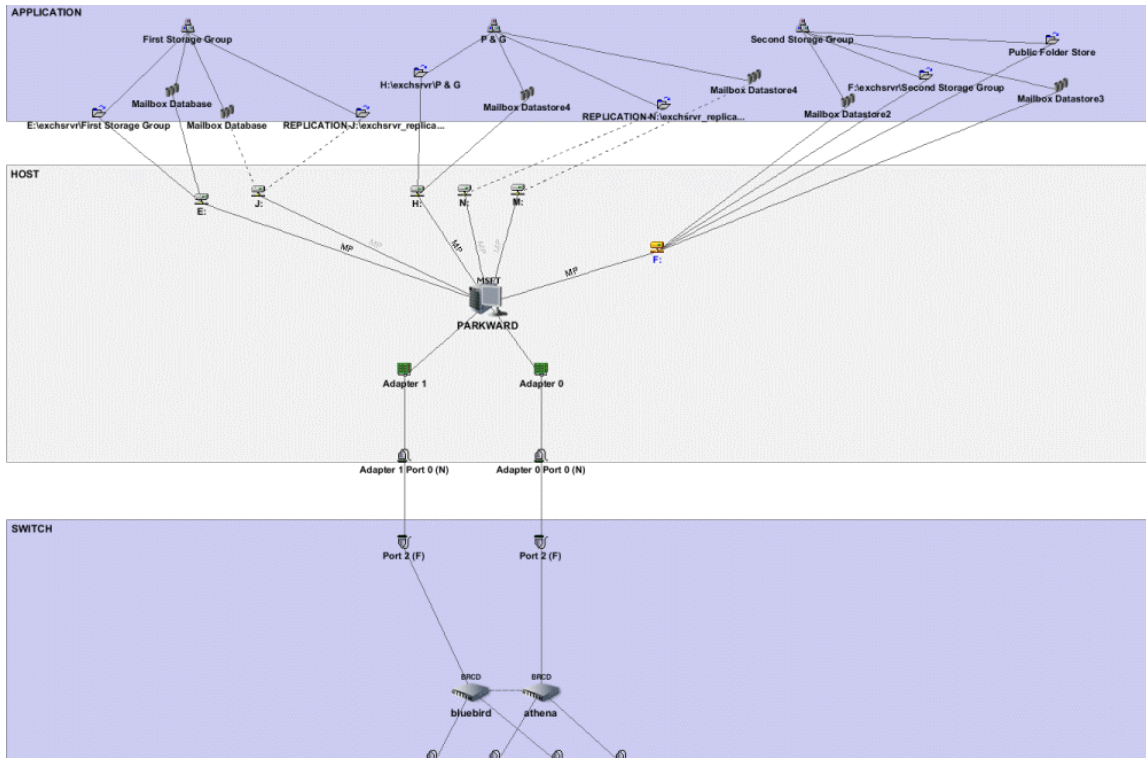 APPLICATION
First Storage Group
P & G
Second Storage Group
Public Folder Store
H:\exchsrvr\P & G
Mailbox Database
Mailbox Datastore4
Mailbox Datastore4
F:\exchsrvr\Second Storage Group
Mailbox Datastore3
E:\exchsrvr\First Storage Group
Mailbox Database
REPLICATION-J:\exchsrvr_replica...
REPLICATION-N:\exchsrvr_replica...
Mailbox Datastore2
HOST
E:
J:
H:
N:
M:
F:
MP
MP
MP
MP
MP
MP
MSFT
PARKWARD
Adapter 1
Adapter 0
Adapter 1 Port 0 (N)
Adapter 0 Port 0 (N)
SWITCH
Port 2 (F)
Port 2 (F)
BRCD
BRCD
bluebird
athena